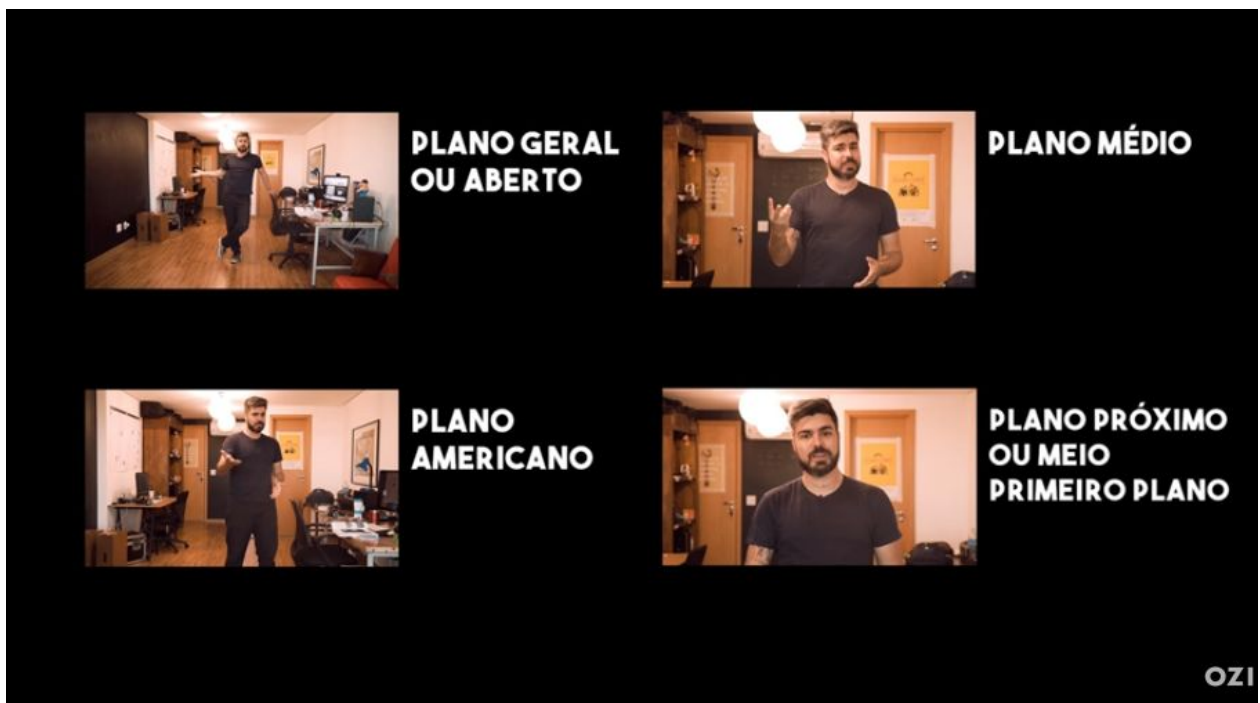 PLANO GERAL
OU ABERTO
PLANO MÉDIO
PLANO
AMERICANO
PLANO PRÓXIMO
OU MEIO
PRIMEIRO PLANO
OZI